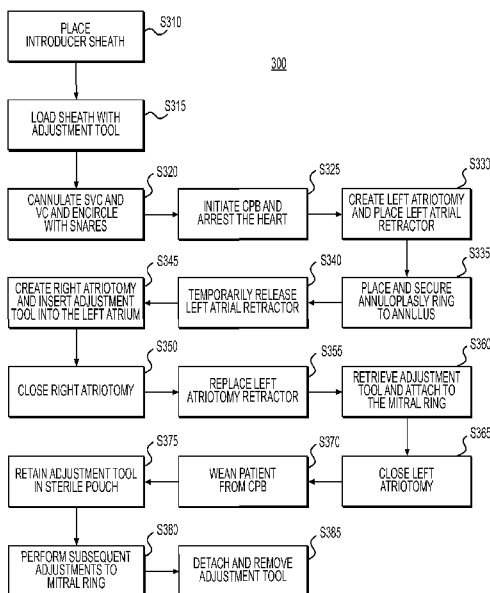 S310
PLACE
INTRODUCER SHEATH
300
S315
LOAD SHEATH WITH
ADJUSTMENT TOOL
S320
CANNULATE SVC AND
VC AND ENCIRCLE
WITH SNARES
S325
INITIATE CPB AND
ARREST THE HEART
S330
CREATE LEFT ATRIOTOMY
AND PLACE LEFT ATRIAL
RETRACTOR
S335
PLACE AND SECURE
ANNULOPLASLY RING
TO ANNULUS
S340
TEMPORARILY RELEASE
LEFT ATRIAL RETRACTOR
S345
CREATE RIGHT ATRIOTOMY
AND INSERT ADJUSTMENT
TOOL INTO THE LEFT ATRIUM
S350
CLOSE RIGHT ATRIOTOMY
S355
REPLACE LEFT
ATRIOTOMY RETRACTOR
S360
RETRIEVE ADJUSTMENT
TOOL AND ATTACH TO
THE MITRAL RING
S365
CLOSE LEFT
ATRIOTOMY
S370
WEAN PATIENT
FROM CPB
S375
RETAIN ADJUSTMENT TOOL
IN STERILE POUCH
S380
PERFORM SUBSEQUENT
ADJUSTMENTS TO
MITRAL RING
S385
DETACH AND REMOVE
ADJUSTMENT TOOL